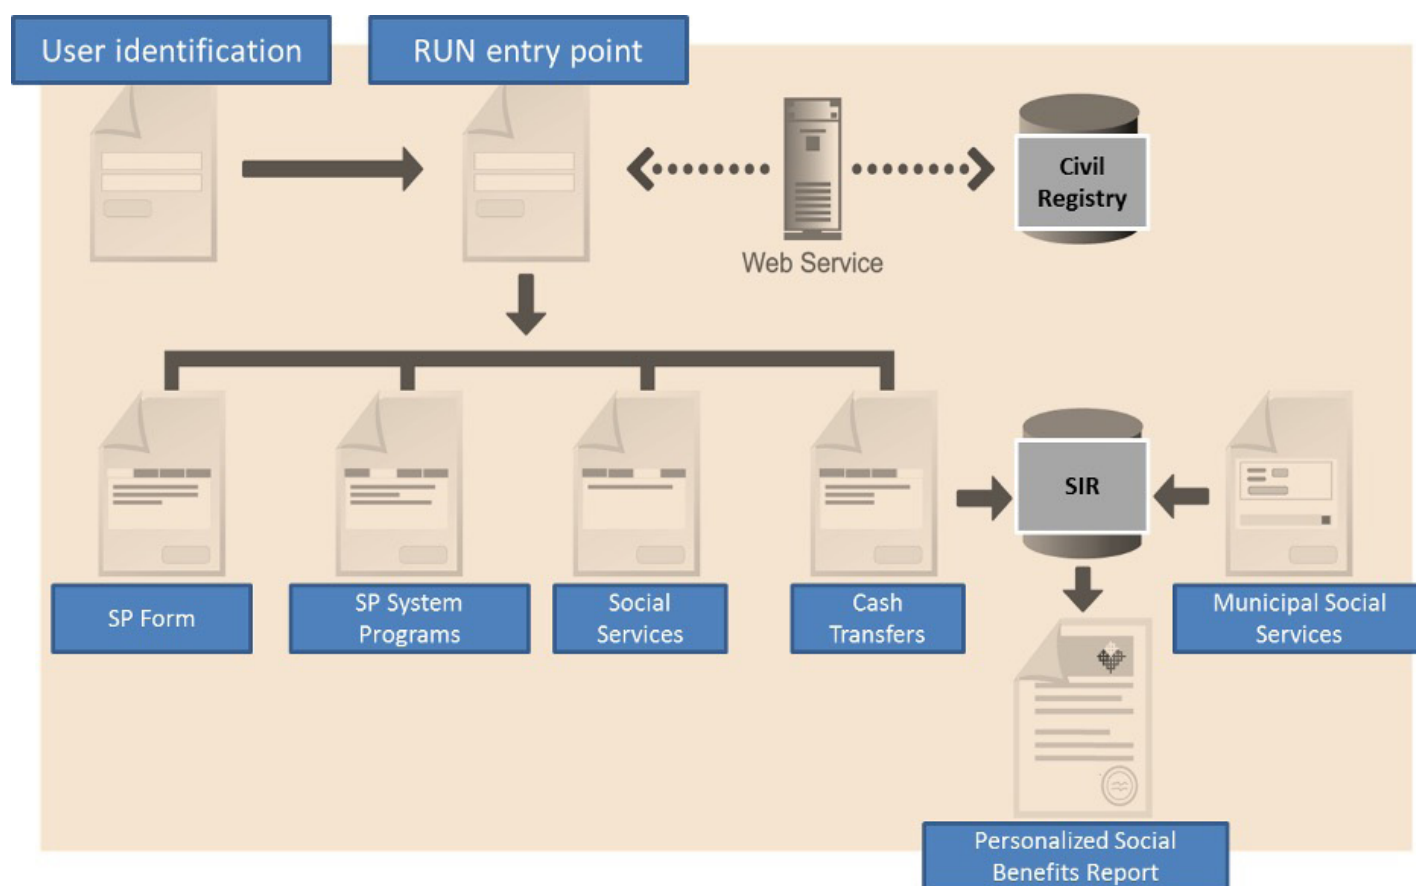 User identification
RUN entry point
Civil
Registry
Web Service
SIR
SP Form
SP System
Programs
Social
Services
Cash
Transfers
Municipal Social
Services
Personalized Social
Benefits Report